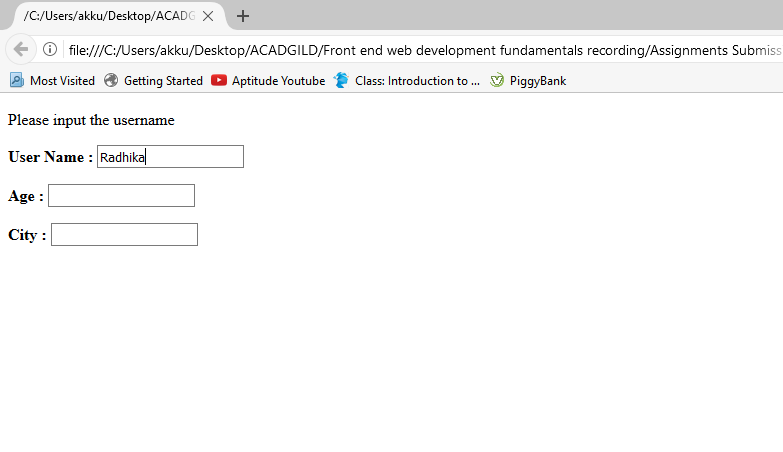 /C:/Users/akku/Desktop/ACADG
file:///C:/Users/akku/Desktop/ACADGILD/Front end web development fundamentals recording/Assignments Submiss
Most Visited Getting Started Aptitude Youtube Class: Introduction to ... PiggyBank
Please input the username
User Name : Radhika
Age :
City :